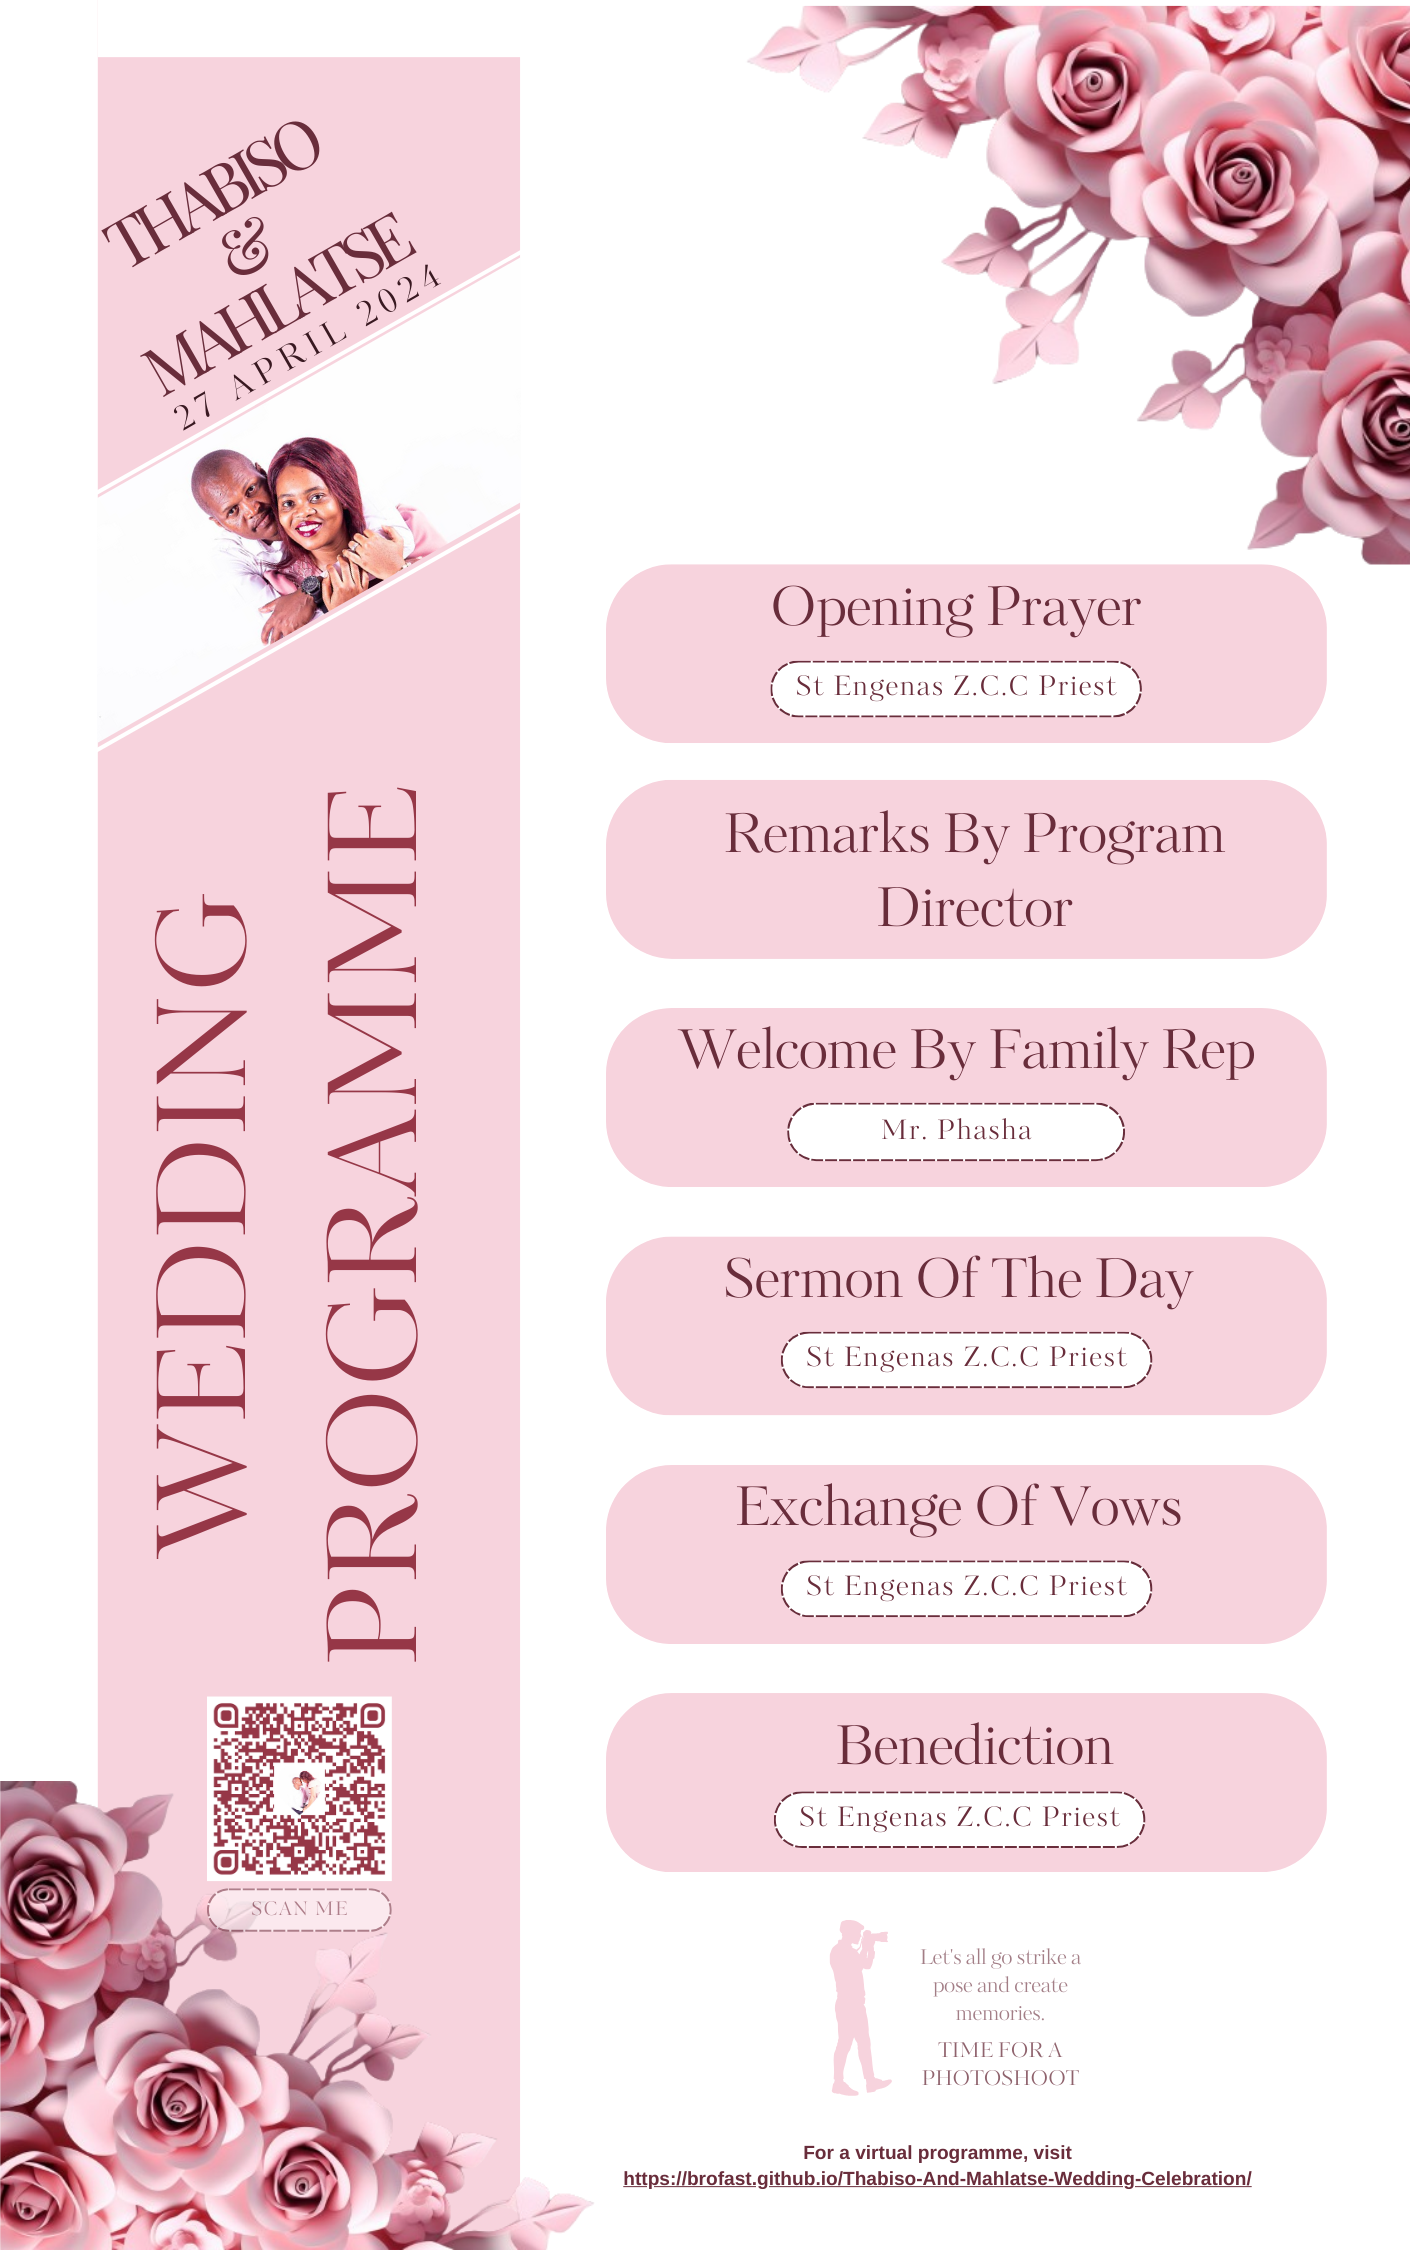 THABISO
&
MAHLATSE
27 APRIL 2024
WEDDING
PROGRAMME
SCAN ME
Opening Prayer
St Engenas Z.C.C Priest
Remarks By Program
Director
Welcome By Family Rep
Mr. Phasha
Sermon Of The Day
St Engenas Z.C.C Priest
Exchange Of Vows
St Engenas Z.C.C Priest
Benediction
St Engenas Z.C.C Priest
Let's all go strike a
pose and create
memories.
TIME FOR A
PHOTOSHOOT
For a virtual programme, visit
https://brofast.github.io/Thabiso-And-Mahlatse-Wedding-Celebration/